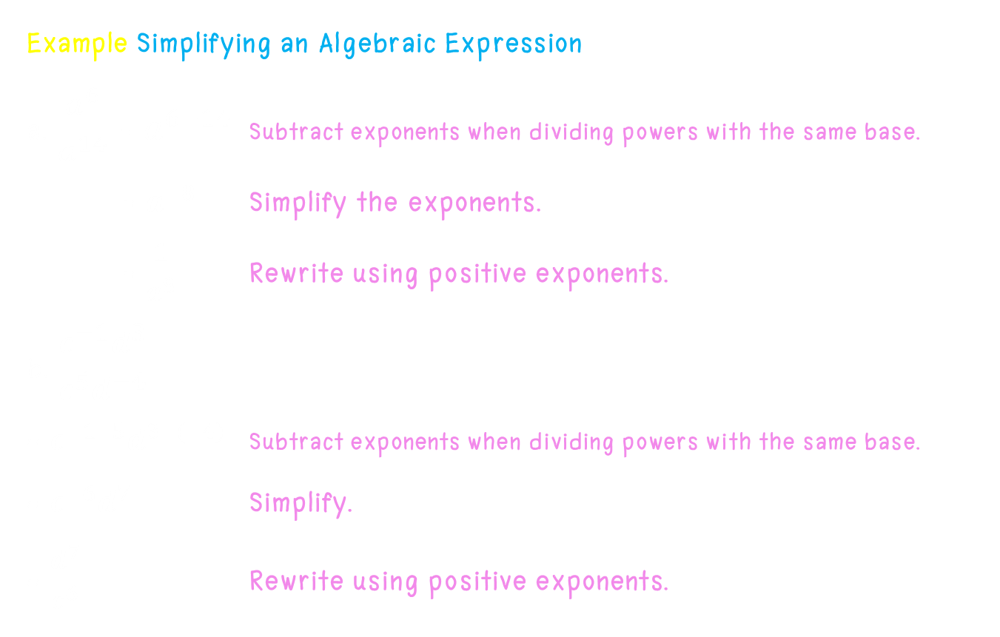 Example Simplifying an Algebraic Expression
Subtract exponents when dividing powers with the same base.
Simplify the exponents.
Rewrite using positive exponents.
Subtract exponents when dividing powers with the same base.
Simplify.
Rewrite using positive exponents.